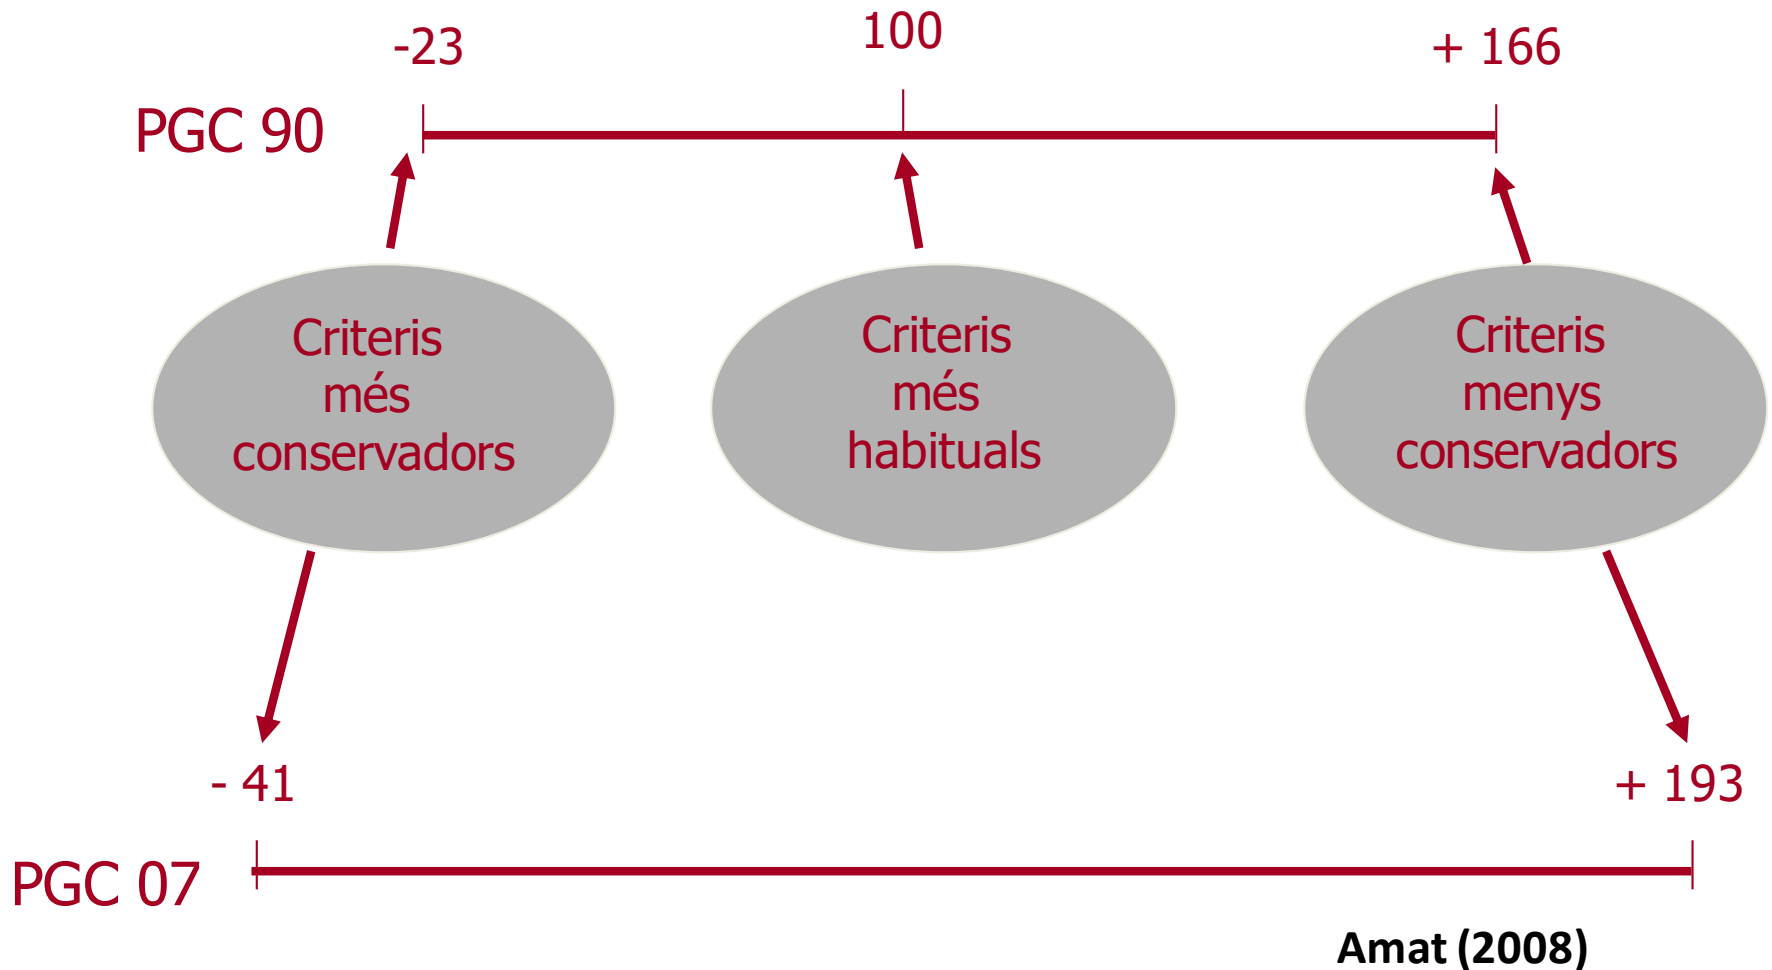 -23
100
+ 166
PGC 90
Criteris
més
conservadors
Criteris
més
habituals
Criteris
menys
conservadors
- 41
+ 193
PGC 07
Amat (2008)